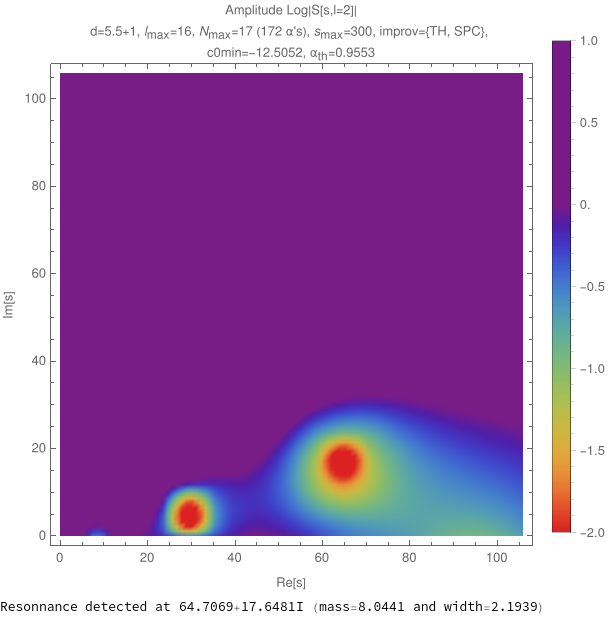 Amplitude Log|S[s,l=2]|
d=5.5+1, lmax=16, Nmax=17 (172 α's), smax=300, improv={TH, SPC},
c0min=−12.5052, αth=0.9553
Im[s]
100
80
60
40
20
0
0 20 40 60 80 100
Re[s]
1.0
0.5
0.
−0.5
−1.0
−1.5
−2.0
Resonnance detected at 64.7069+17.6481I (mass=8.0441 and width=2.1939)